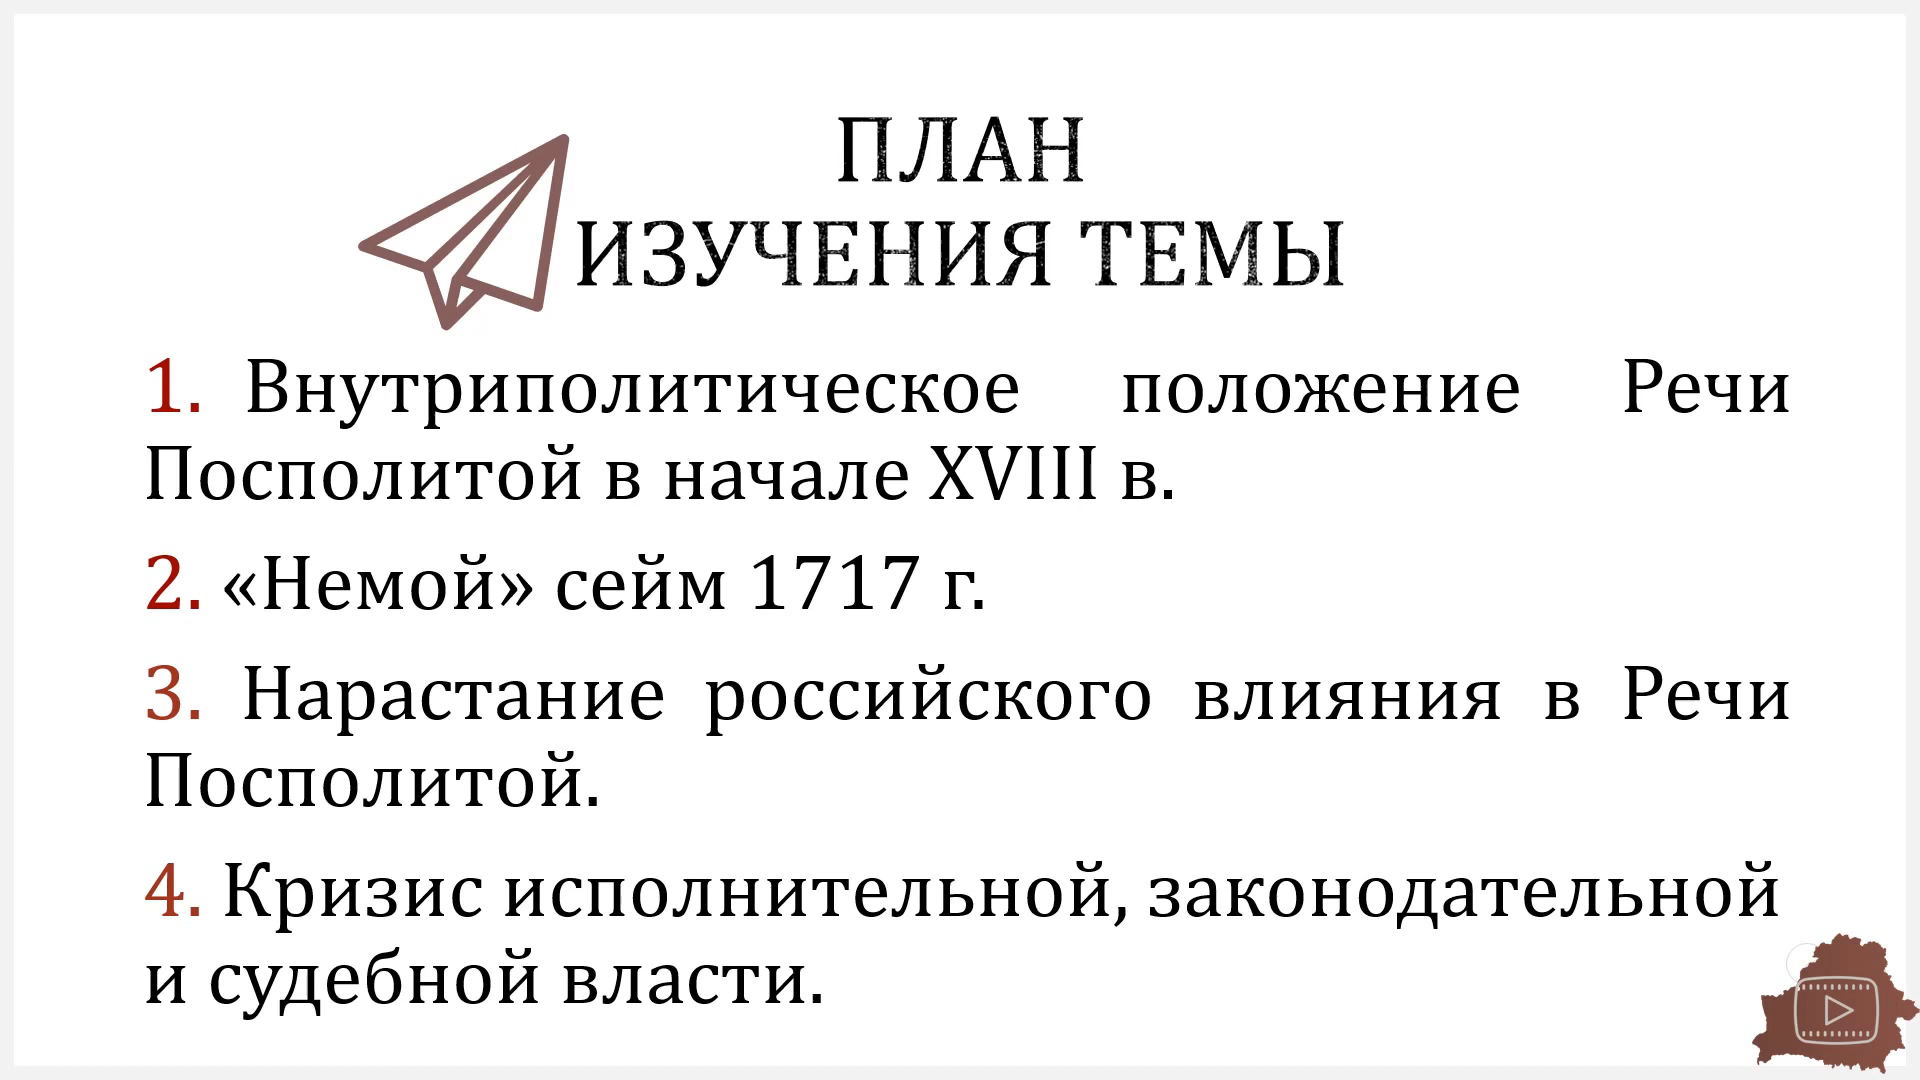 ПЛАН
ИЗУЧЕНИЯ ТЕМЫ
1. Внутриполитическое положение Речи
Посполитой в начале XVIII в.
2. «Немой» сейм 1717 г.
3. Нарастание российского влияния в Речи
Посполитой.
4. Кризис исполнительной, законодательной
и судебной власти.